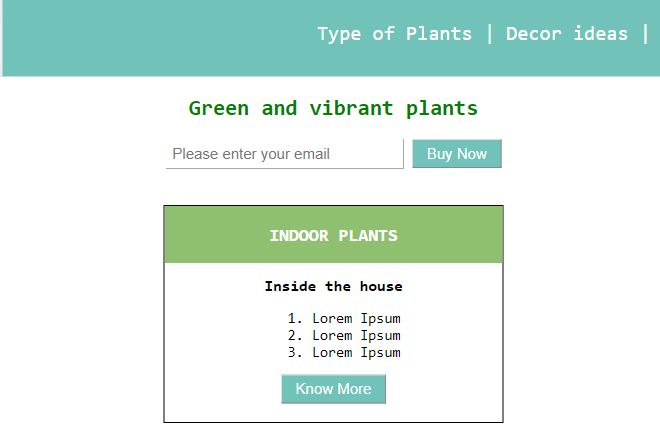 Type of Plants | Decor ideas |
Green and vibrant plants
Please enter your email Buy Now
INDOOR PLANTS
Inside the house
1. Lorem Ipsum
2. Lorem Ipsum
3. Lorem Ipsum
Know More